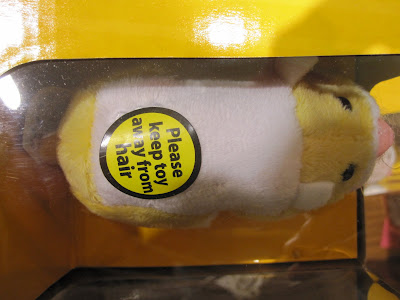 Please
keep toy
away from
hair